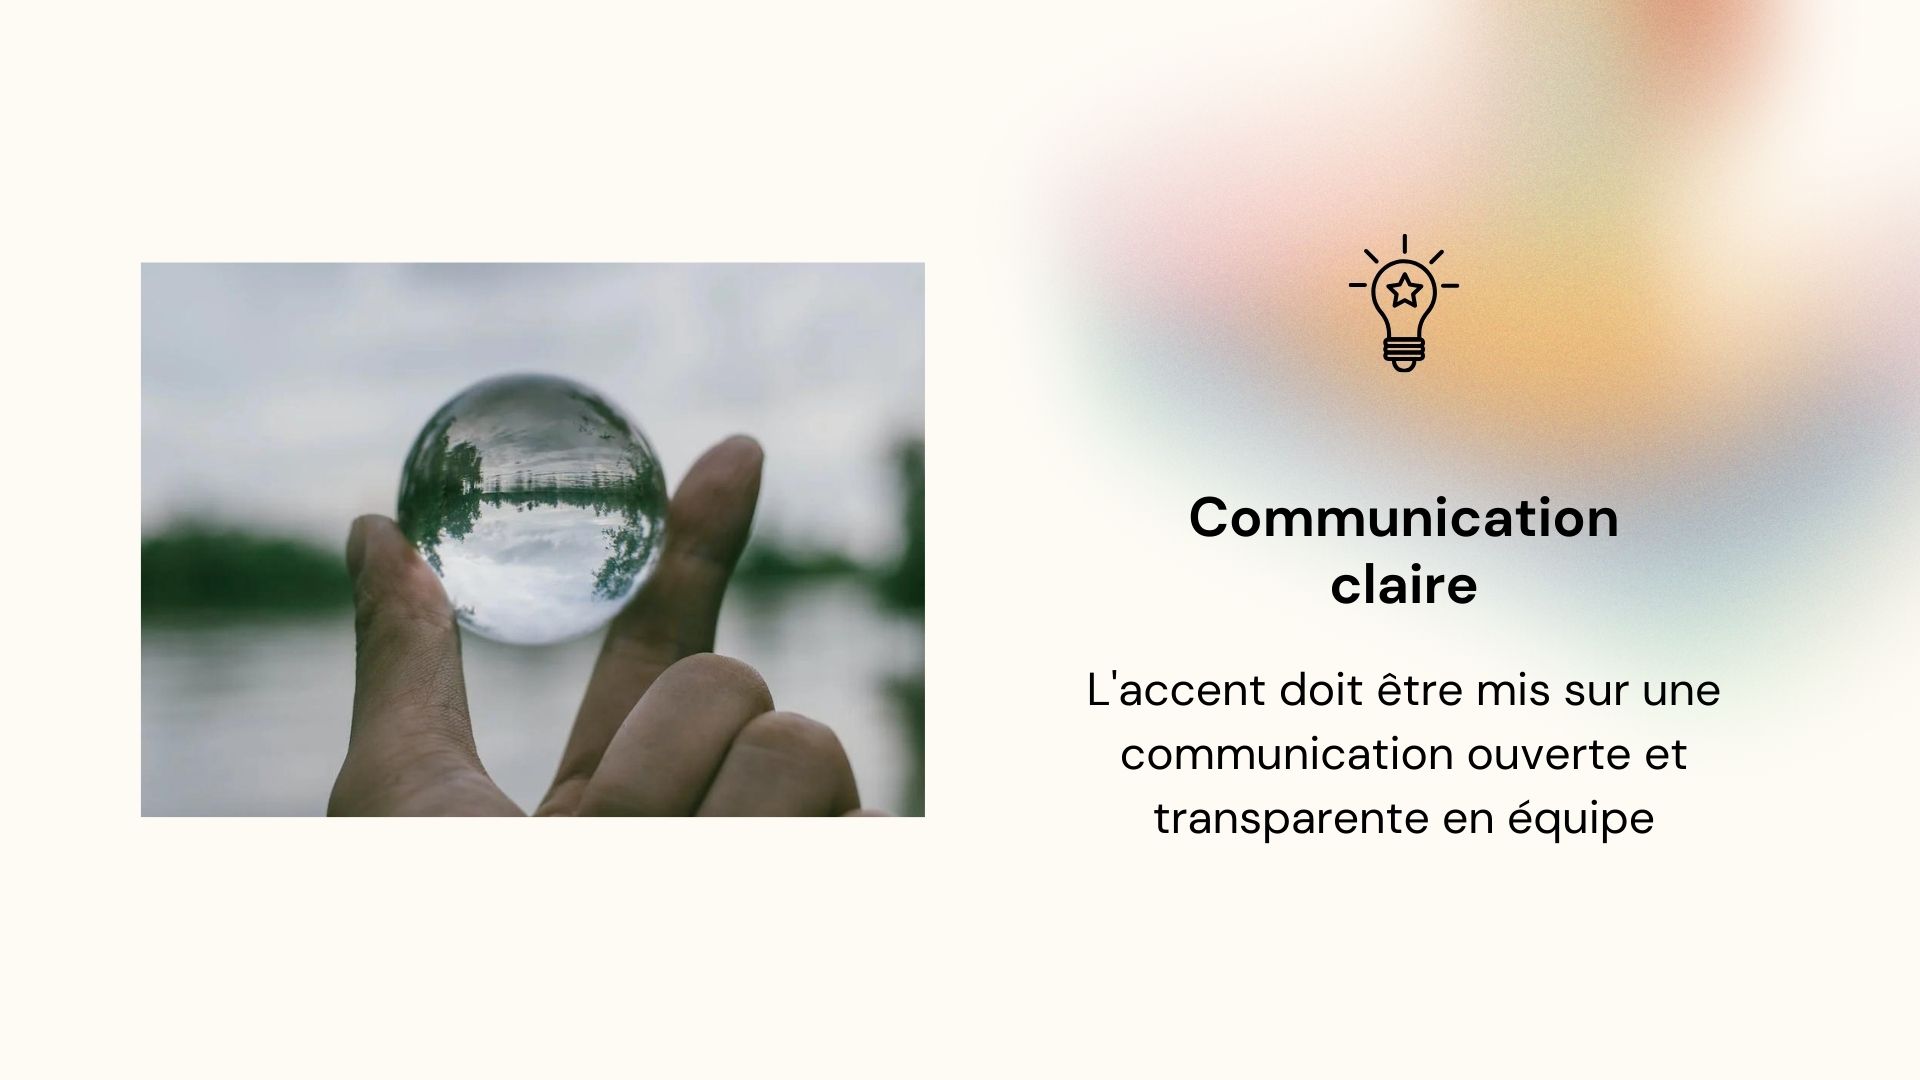 Communication
claire
L'accent doit être mis sur une
communication ouverte et
transparente en équipe